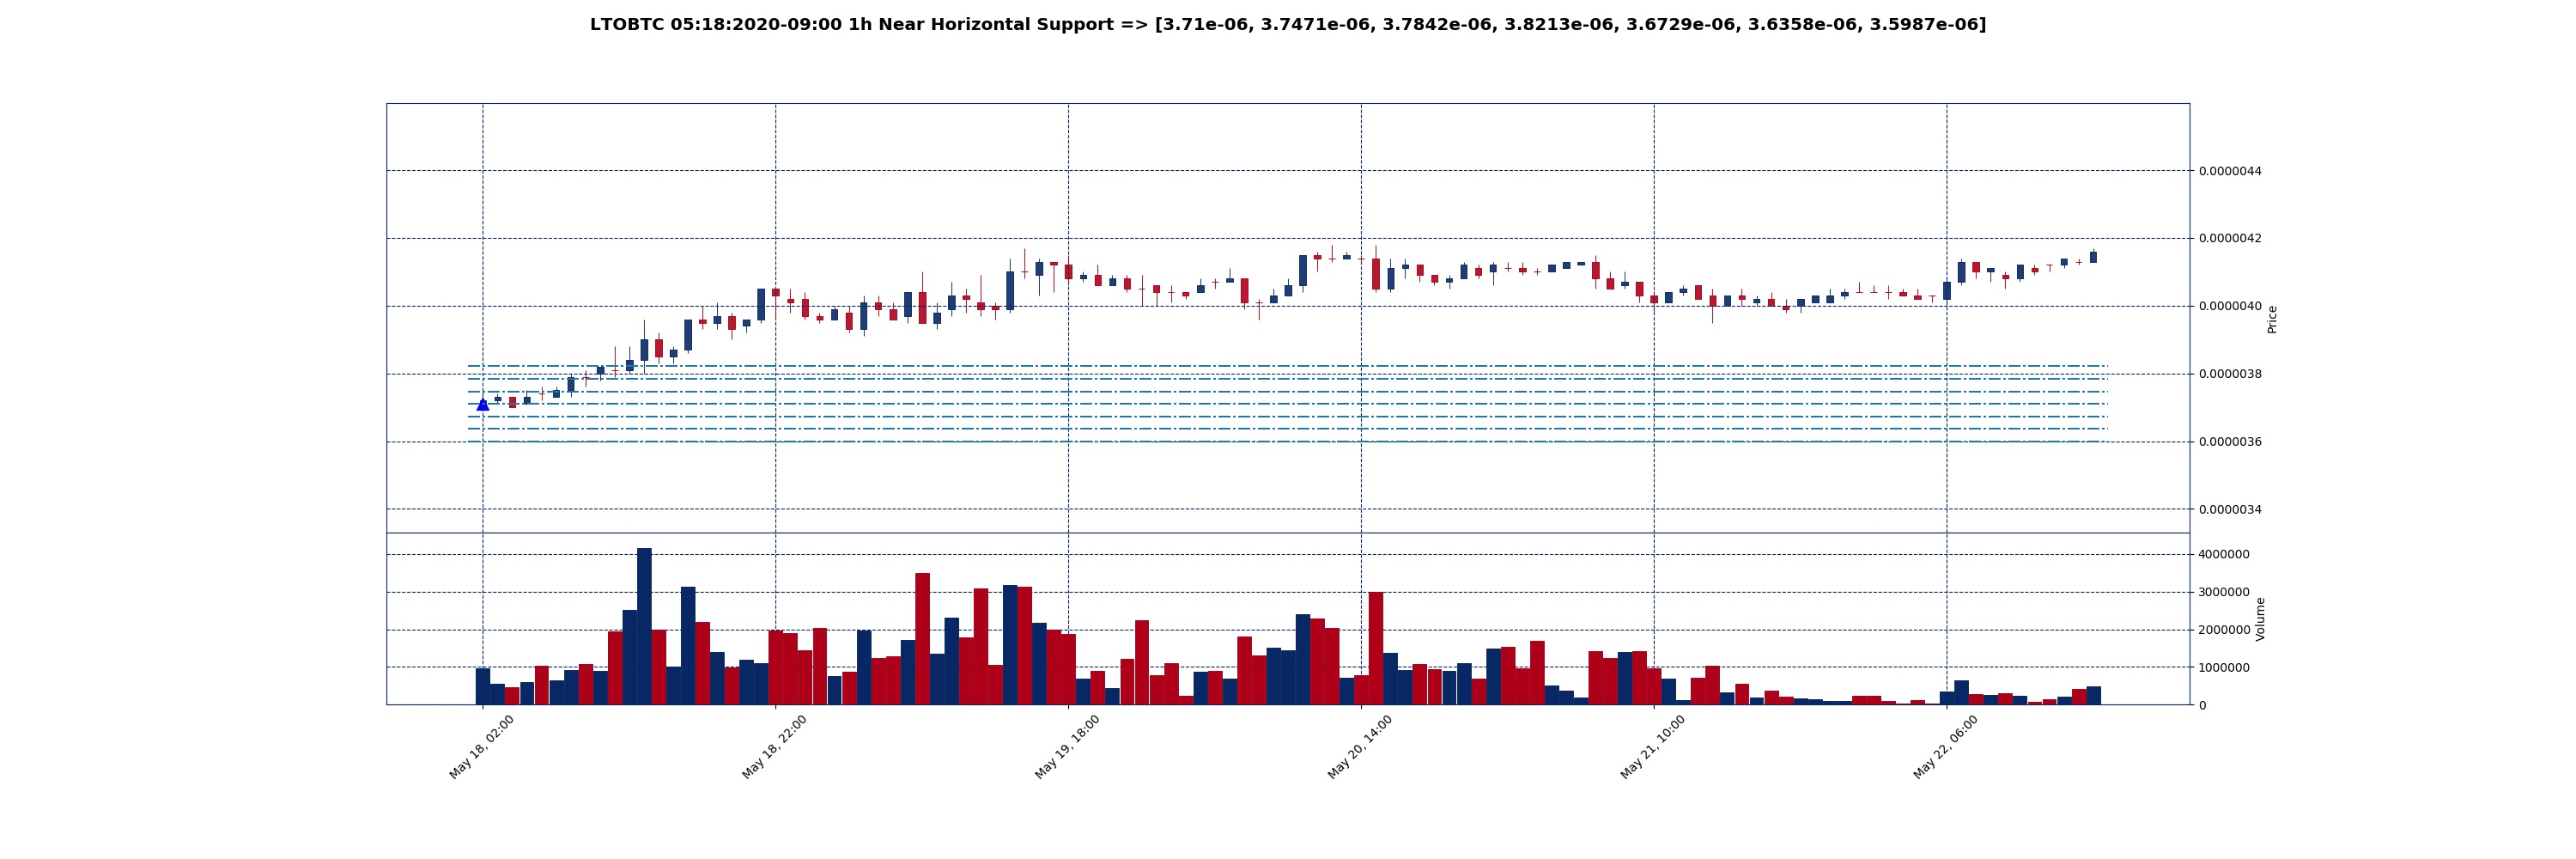 LTOBTC 05:18:2020-09:00 1h Near Horizontal Support => [3.71e-06, 3.7471e-06, 3.7842e-06, 3.8213e-06, 3.6729e-06, 3.6358e-06, 3.5987e-06]
0.0000044
0.0000042
0.0000040
0.0000038
0.0000036
0.0000034
Price
4000000
3000000
2000000
1000000
0
Volume
May 18, 02:00
May 18, 22:00
May 19, 18:00
May 20, 14:00
May 21, 10:00
May 22, 06:00